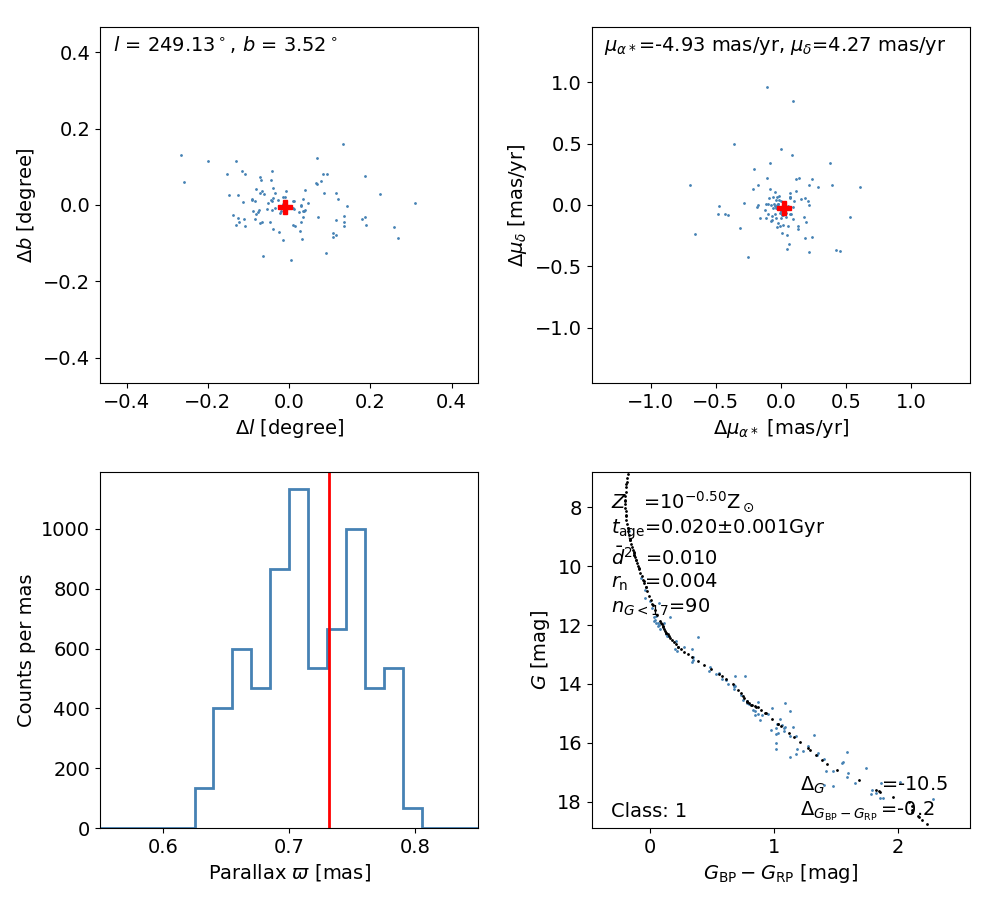 l = 249.13°, b = 3.52°
0.4
0.2
0.0
−0.2
−0.4
Δb [degree]
−0.4 −0.2 0.0 0.2 0.4
Δl [degree]
μα∗=-4.93 mas/yr, μδ=4.27 mas/yr
1.0
0.5
0.0
−0.5
−1.0
Δμδ [mas/yr]
−1.0 −0.5 0.0 0.5 1.0
Δμα∗ [mas/yr]
1000
800
600
400
200
0
Counts per mas
0.6 0.7 0.8
Parallax ϖ [mas]
Z =10^−0.50Z⊙
t_age=0.020±0.001Gyr
d̄² =0.010
r_n =0.004
n_G<17=90
8
10
12
14
16
18
G [mag]
Δ_G =-10.5
Δ_GBP−GRP =-0.2
Class: 1
0 1 2
GBP − GRP [mag]